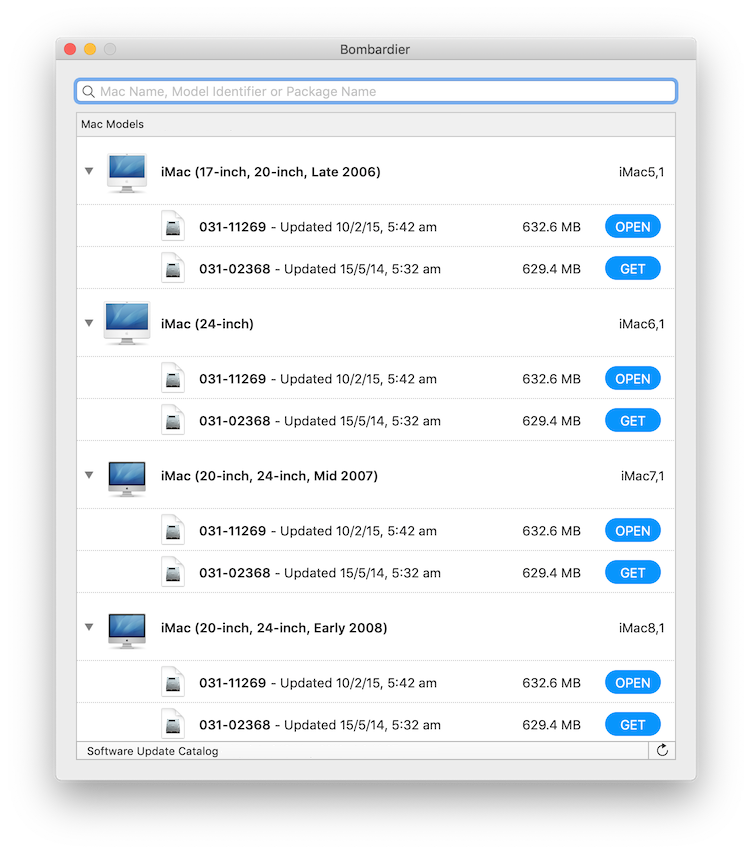 Bombardier
Mac Name, Model Identifier or Package Name
Mac Models
iMac (17-inch, 20-inch, Late 2006) iMac5,1
031-11269 - Updated 10/2/15, 5:42 am 632.6 MB OPEN
031-02368 - Updated 15/5/14, 5:32 am 629.4 MB GET
iMac (24-inch) iMac6,1
031-11269 - Updated 10/2/15, 5:42 am 632.6 MB OPEN
031-02368 - Updated 15/5/14, 5:32 am 629.4 MB GET
iMac (20-inch, 24-inch, Mid 2007) iMac7,1
031-11269 - Updated 10/2/15, 5:42 am 632.6 MB OPEN
031-02368 - Updated 15/5/14, 5:32 am 629.4 MB GET
iMac (20-inch, 24-inch, Early 2008) iMac8,1
031-11269 - Updated 10/2/15, 5:42 am 632.6 MB OPEN
031-02368 - Updated 15/5/14, 5:32 am 629.4 MB GET
Software Update Catalog